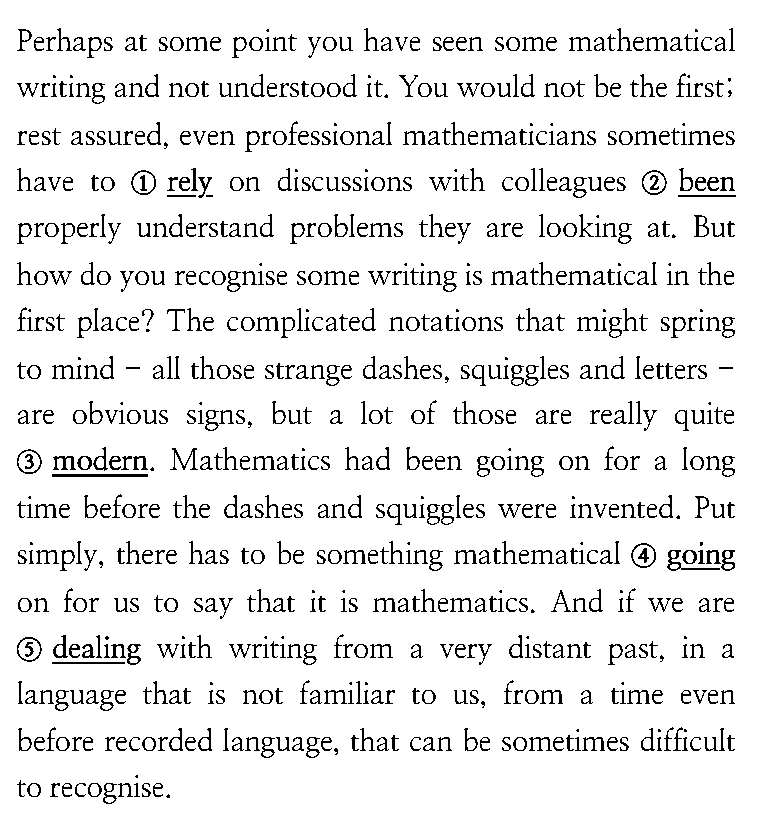 Perhaps at some point you have seen some mathematical
writing and not understood it. You would not be the first;
rest assured, even professional mathematicians sometimes
have to ① rely on discussions with colleagues ② been
properly understand problems they are looking at. But
how do you recognise some writing is mathematical in the
first place? The complicated notations that might spring
to mind – all those strange dashes, squiggles and letters –
are obvious signs, but a lot of those are really quite
③ modern. Mathematics had been going on for a long
time before the dashes and squiggles were invented. Put
simply, there has to be something mathematical ④ going
on for us to say that it is mathematics. And if we are
⑤ dealing with writing from a very distant past, in a
language that is not familiar to us, from a time even
before recorded language, that can be sometimes difficult
to recognise.